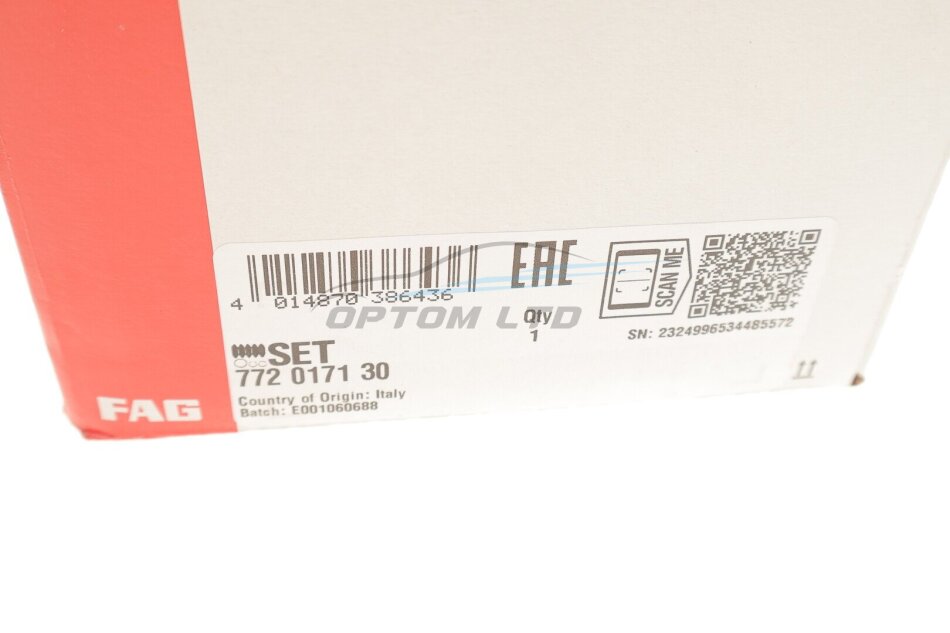 4 014870 386436
EAC
SCAN ME
OPTOM LTD
Qty
1
SN: 2324996534485572
SET
772 0171 30
Country of Origin: Italy
Batch: E001060688
FAG